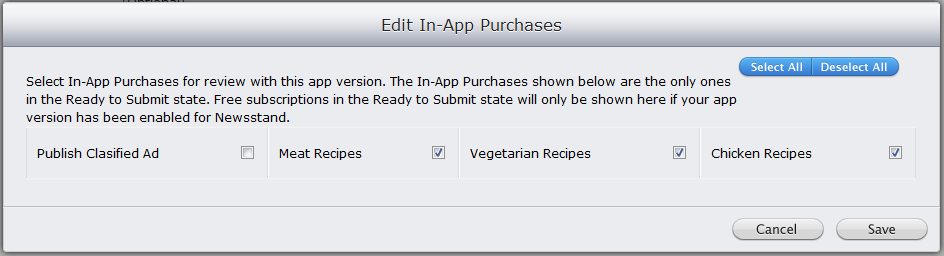 Edit In-App Purchases
Select All Deselect All
Select In-App Purchases for review with this app version. The In-App Purchases shown below are the only ones
in the Ready to Submit state. Free subscriptions in the Ready to Submit state will only be shown here if your app
version has been enabled for Newsstand.
Publish Clasified Ad Meat Recipes Vegetarian Recipes Chicken Recipes
Cancel Save